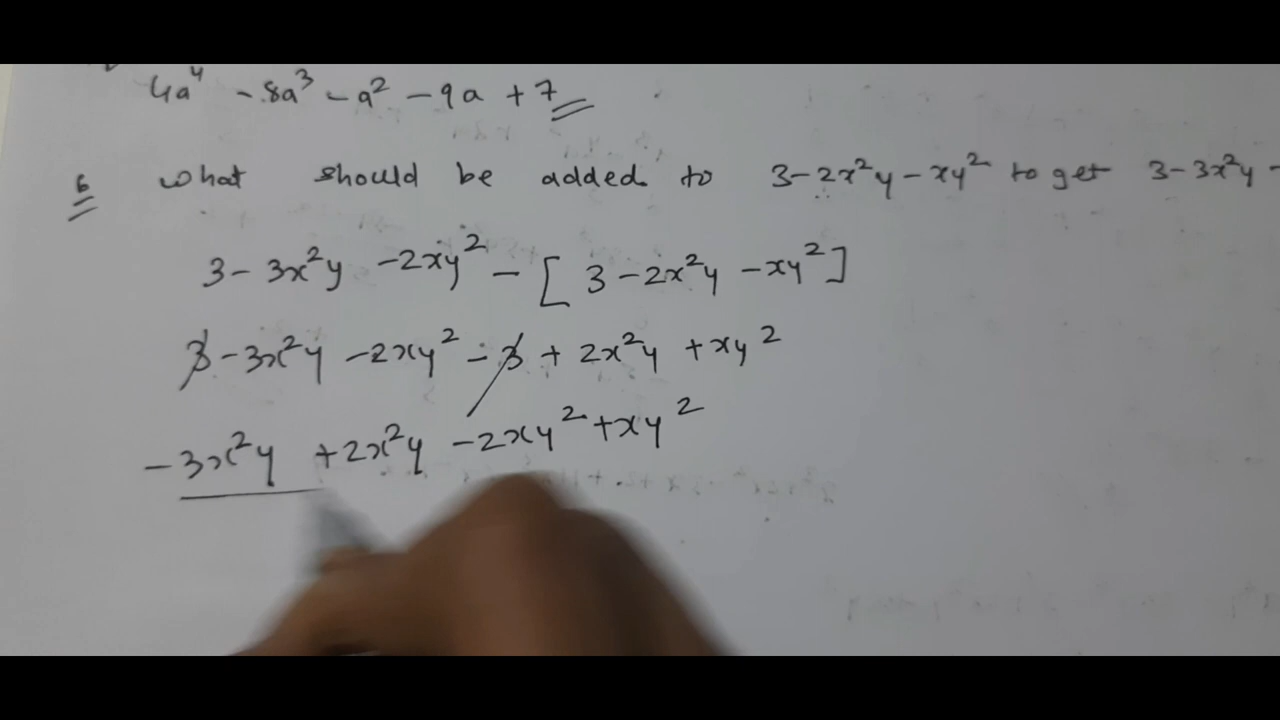 4a⁴ - 8a³ - a² - 9a + 7
6 What should be added to 3-2x²y - xy² to get 3-3x²y -
3 - 3x²y - 2xy² - [ 3 - 2x²y - xy² ]
3 - 3x²y - 2xy² - 3 + 2x²y + xy²
- 3x²y + 2x²y - 2xy² + xy²